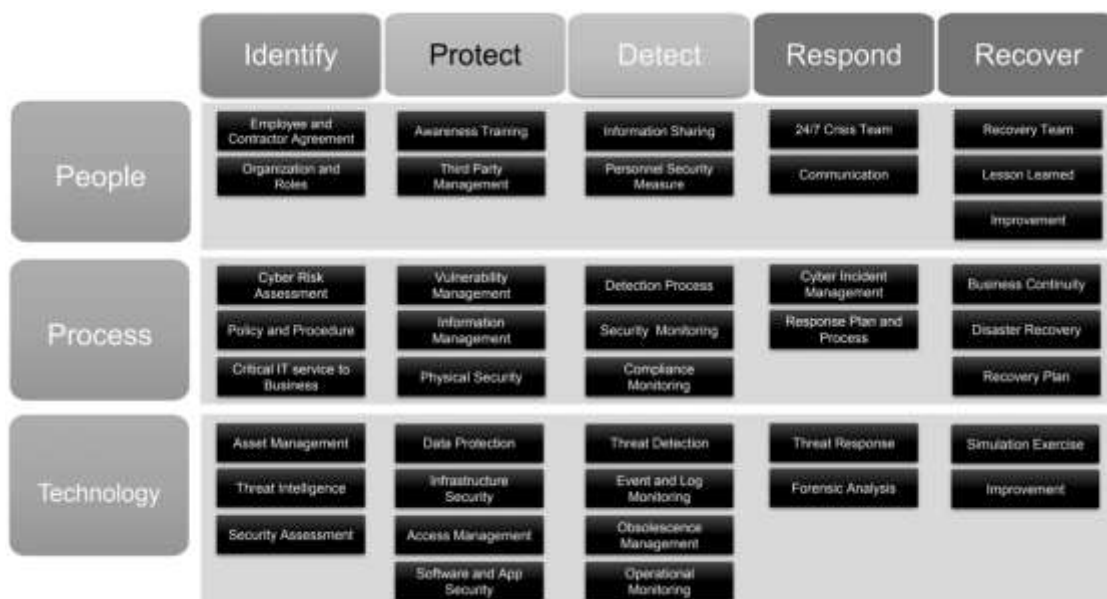 Identify
Protect
Detect
Respond
Recover
People
Employee and
Contractor Agreement
Awareness Training
Information Sharing
24/7 Crisis Team
Recovery Team
Organization and
Roles
Third Party
Management
Personnel Security
Measure
Communication
Lesson Learned
Improvement
Process
Cyber Risk
Assessment
Vulnerability
Management
Detection Process
Cyber Incident
Management
Business Continuity
Policy and Procedure
Information
Management
Security Monitoring
Response Plan and
Process
Disaster Recovery
Critical IT service to
Business
Physical Security
Compliance
Monitoring
Recovery Plan
Technology
Asset Management
Data Protection
Threat Detection
Threat Response
Simulation Exercise
Threat Intelligence
Infrastructure
Security
Event and Log
Monitoring
Forensic Analysis
Improvement
Security Assessment
Access Management
Obsolescence
Management
Software and App
Security
Operational
Monitoring